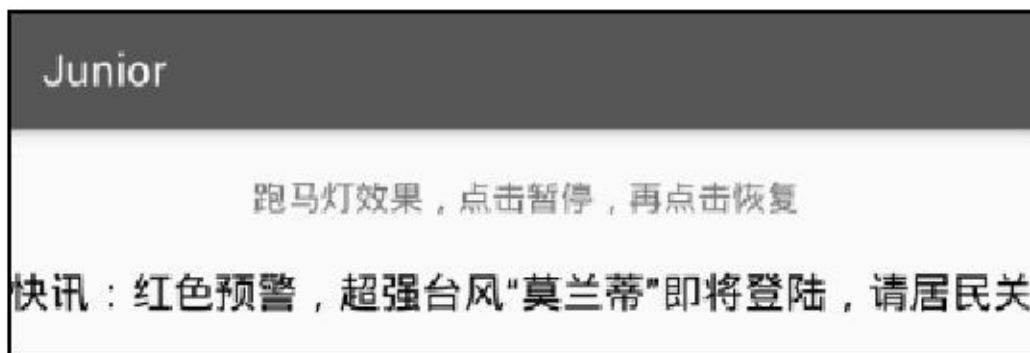 Junior
跑马灯效果，点击暂停，再点击恢复
快讯：红色预警，超强台风“莫兰蒂”即将登陆，请居民关